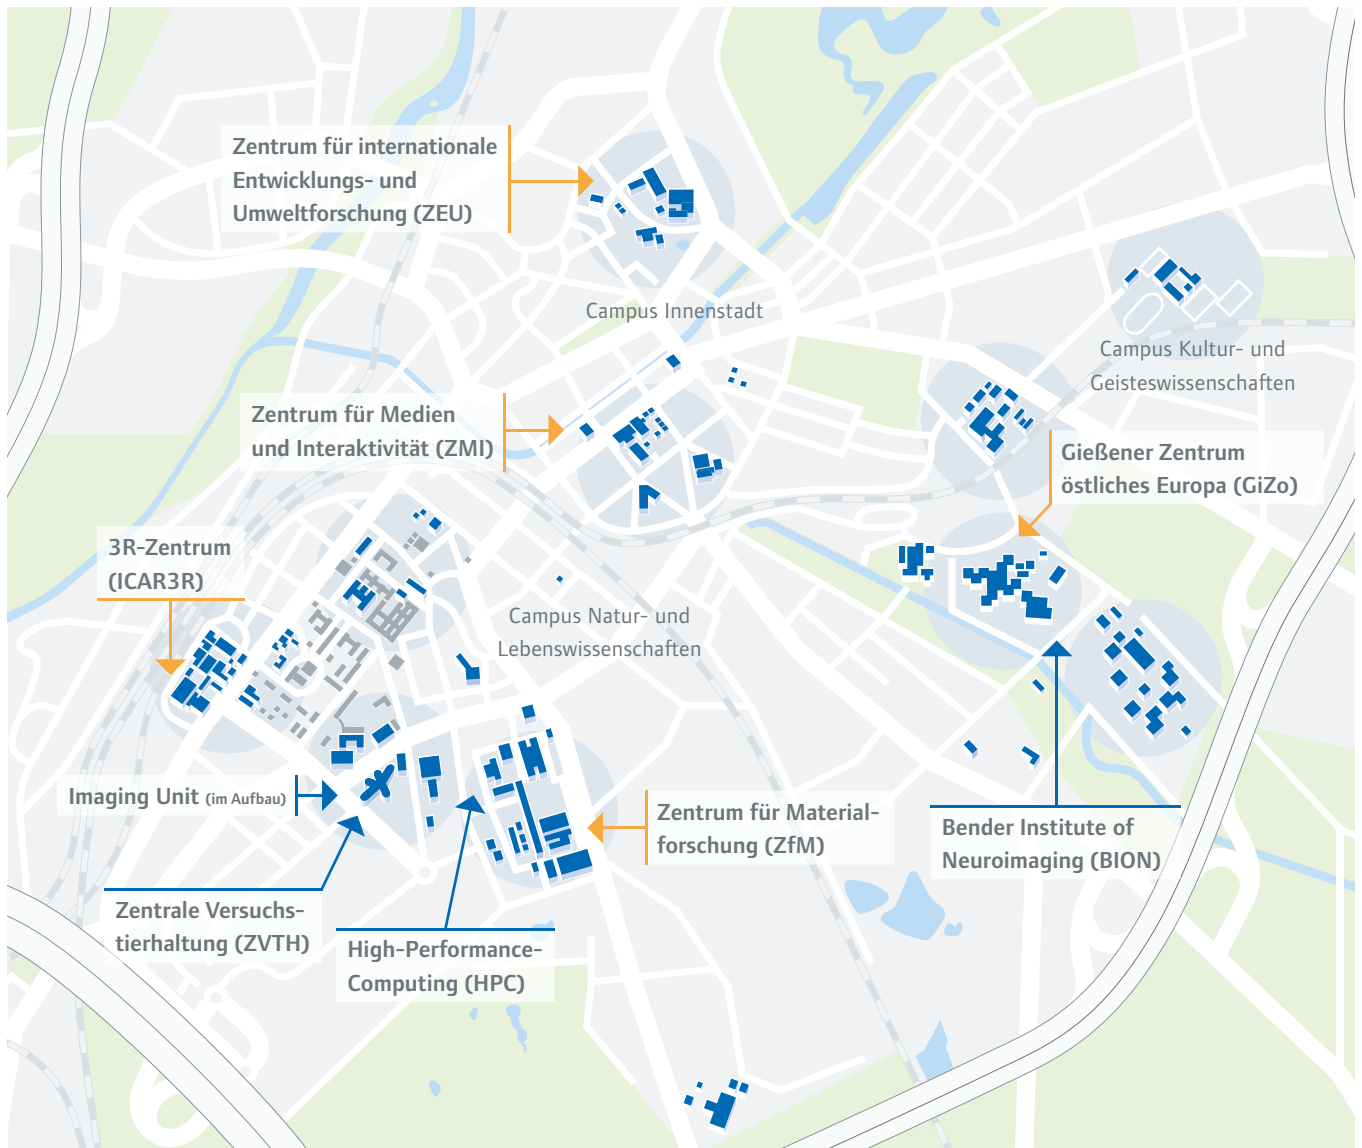 Zentrum für internationale
Entwicklungs- und
Umweltforschung (ZEU)
Campus Innenstadt
Campus Kultur- und
Geisteswissenschaften
Zentrum für Medien
und Interaktivität (ZMI)
Gießener Zentrum
östliches Europa (GiZo)
3R-Zentrum
(ICAR3R)
Campus Natur- und
Lebenswissenschaften
Imaging Unit (im Aufbau)
Zentrum für Material-
forschung (ZfM)
Bender Institute of
Neuroimaging (BION)
Zentrale Versuchs-
tierhaltung (ZVTH)
High-Performance-
Computing (HPC)